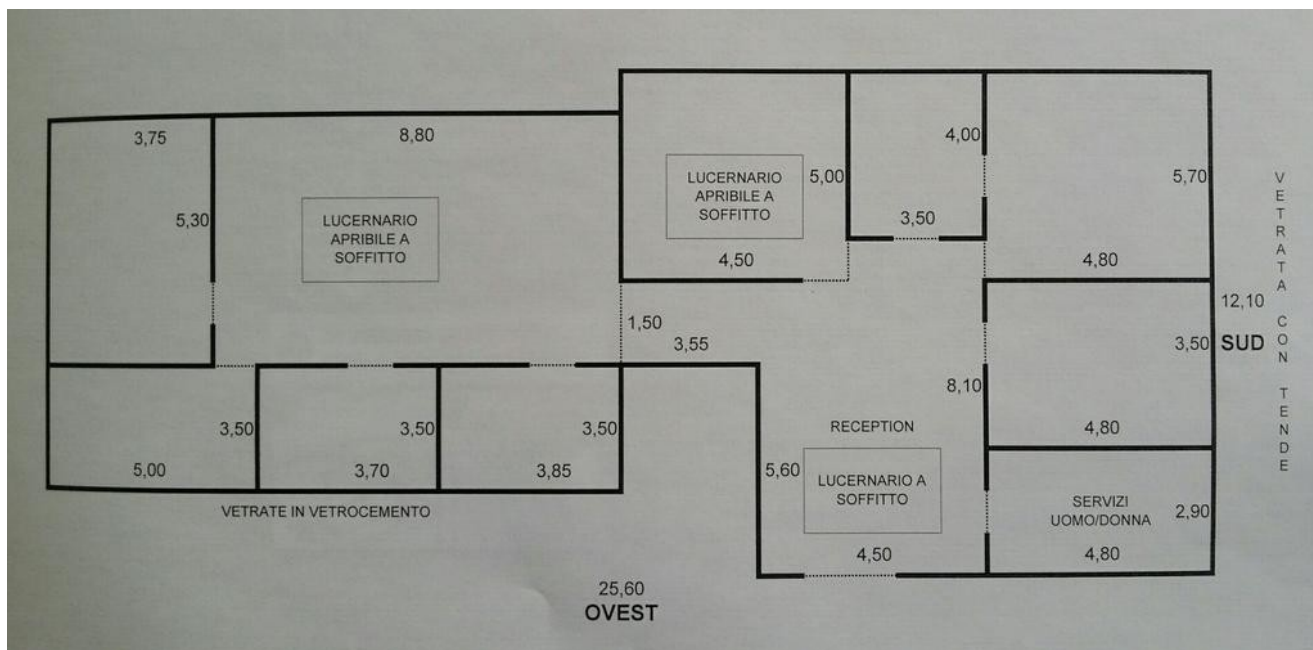 3,75
8,80
5,30
LUCERNARIO
APRIBILE A
SOFFITTO
LUCERNARIO
APRIBILE A
SOFFITTO
5,00
4,00
3,50
4,50
5,70
4,80
1,50
3,55
12,10
SUD
3,50
4,80
8,10
VETRATA CON TENDE
3,50
5,00
3,50
3,70
3,50
3,85
VETRATE IN VETROCEMENTO
RECEPTION
LUCERNARIO A
SOFFITTO
5,60
4,50
SERVIZI
UOMO/DONNA
2,90
4,80
25,60
OVEST